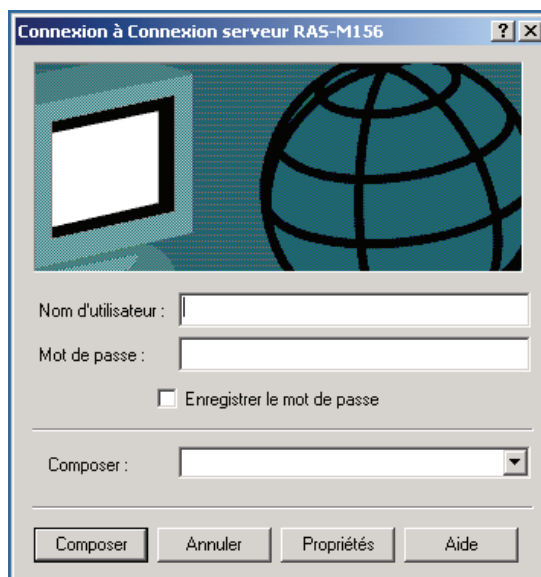 Connexion à Connexion serveur RAS-M156
Nom d'utilisateur :
Mot de passe :
Enregistrer le mot de passe
Composer :
Composer
Annuler
Propriétés
Aide